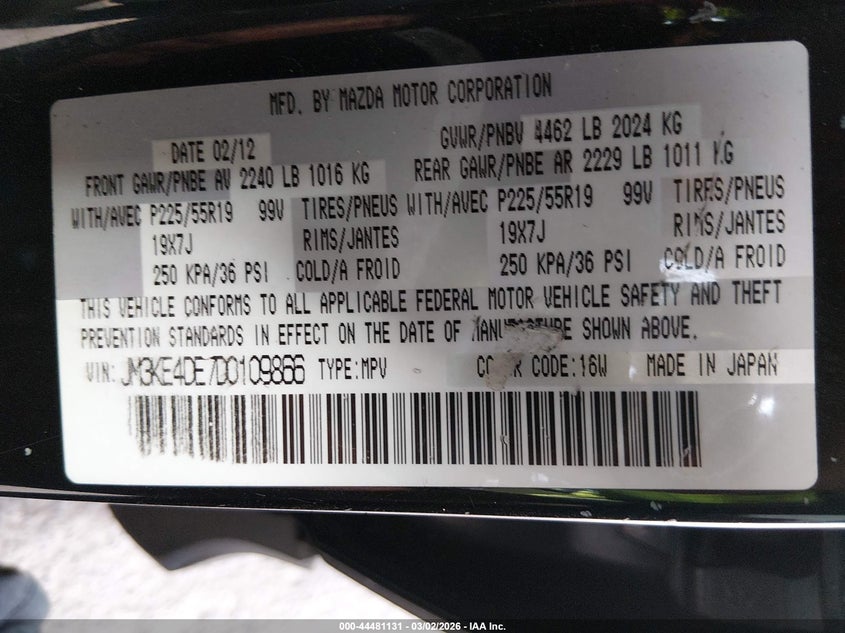 MFD. BY MAZDA MOTOR CORPORATION
DATE 02/12 GVWR/PNBV 4462 LB 2024 KG
FRONT GAWR/PNBE AV 2240 LB 1016 KG REAR GAWR/PNBE AR 2229 LB 1011 KG
WITH/AVEC P225/55R19 99V TIRES/PNEUS WITH/AVEC P225/55R19 99V TIRES/PNEUS
19X7J RIMS/JANTES 19X7J RIMS/JANTES
250 KPA/36 PSI COLD/A FROID 250 KPA/36 PSI COLD/A FROID
THIS VEHICLE CONFORMS TO ALL APPLICABLE FEDERAL MOTOR VEHICLE SAFETY AND THEFT
PREVENTION STANDARDS IN EFFECT ON THE DATE OF MANUFACTURE SHOWN ABOVE.
VIN: JM3KE4DE7D0109866 TYPE:MPV COLOR CODE:16W MADE IN JAPAN
000-44481131 - 03/02/2026 - IAA Inc.